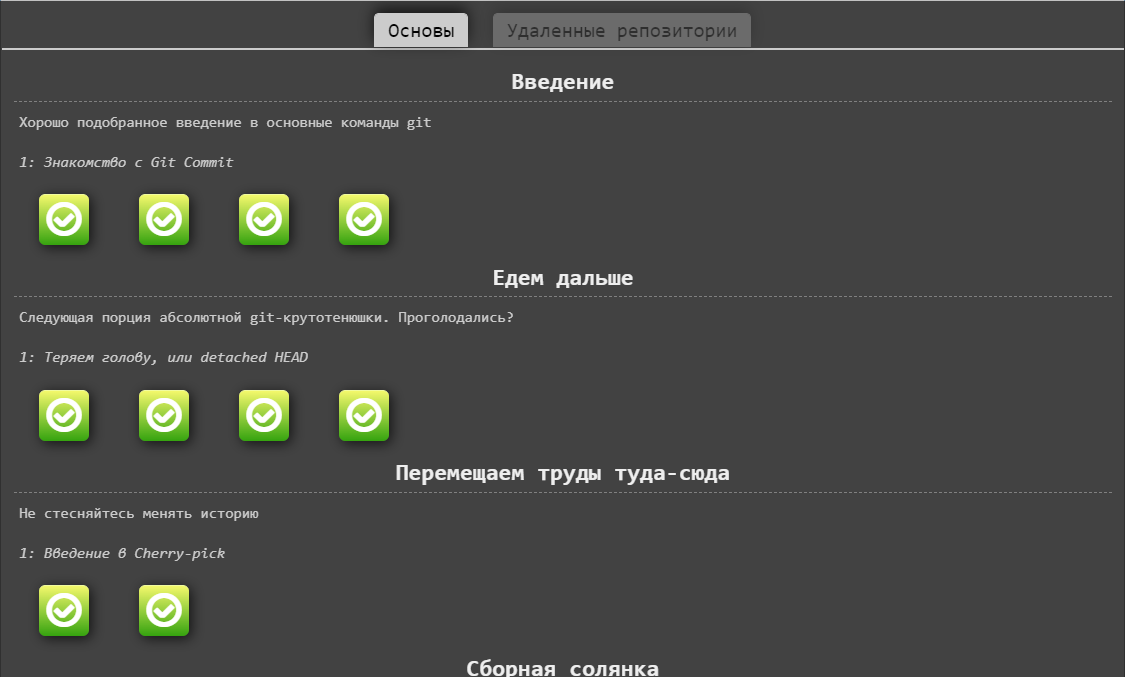 Основы
Удаленные репозитории
Введение
Хорошо подобранное введение в основные команды git
1: Знакомство с Git Commit
Едем дальше
Следующая порция абсолютной git-крутотенюшки. Проголодались?
1: Теряем голову, или detached HEAD
Перемещаем труды туда-сюда
Не стесняйтесь менять историю
1: Введение в Cherry-pick
Сборная солянка